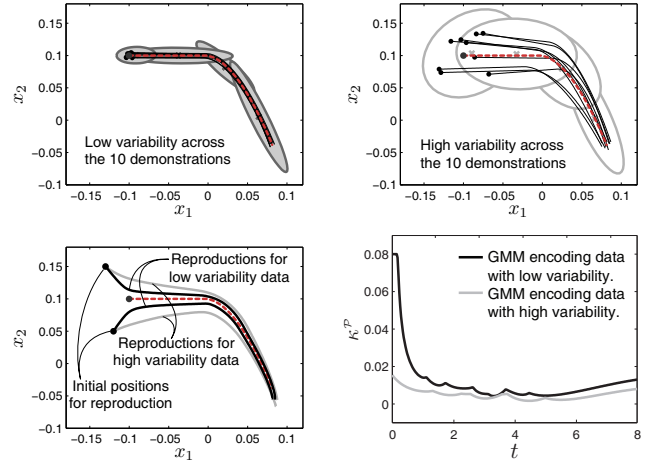 0.15
0.1
0.05
0
−0.05
−0.1
x2
Low variability across
the 10 demonstrations
−0.15 −0.1 −0.05 0 0.05 0.1
x1
0.15
0.1
0.05
0
−0.05
−0.1
x2
High variability across
the 10 demonstrations
−0.15 −0.1 −0.05 0 0.05 0.1
x1
0.15
0.1
0.05
0
−0.05
−0.1
x2
Reproductions for
low variability data
Reproductions for
high variability data
Initial positions
for reproduction
−0.15 −0.1 −0.05 0 0.05 0.1
x1
0.08
0.06
0.04
0.02
0
κ^P
GMM encoding data
with low variability.
GMM encoding data
with high variability.
0 2 4 6 8
t